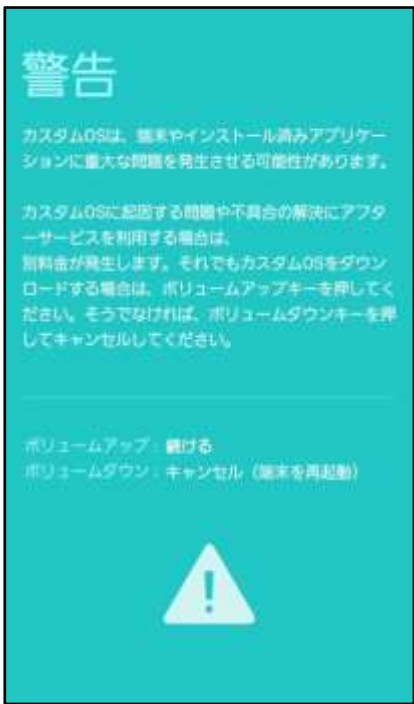 警告
カスタムOSは、端末やインストール済みアプリケー
ションに重大な問題を発生させる可能性があります。
カスタムOSに起因する問題や不具合の解決にアフタ
ーサービスを利用する場合は、
別料金が発生します。それでもカスタムOSをダウン
ロードする場合は、ボリュームアップキーを押してく
ださい。そうでなければ、ボリュームダウンキーを押
してキャンセルしてください。
ボリュームアップ：続ける
ボリュームダウン：キャンセル（端末を再起動）